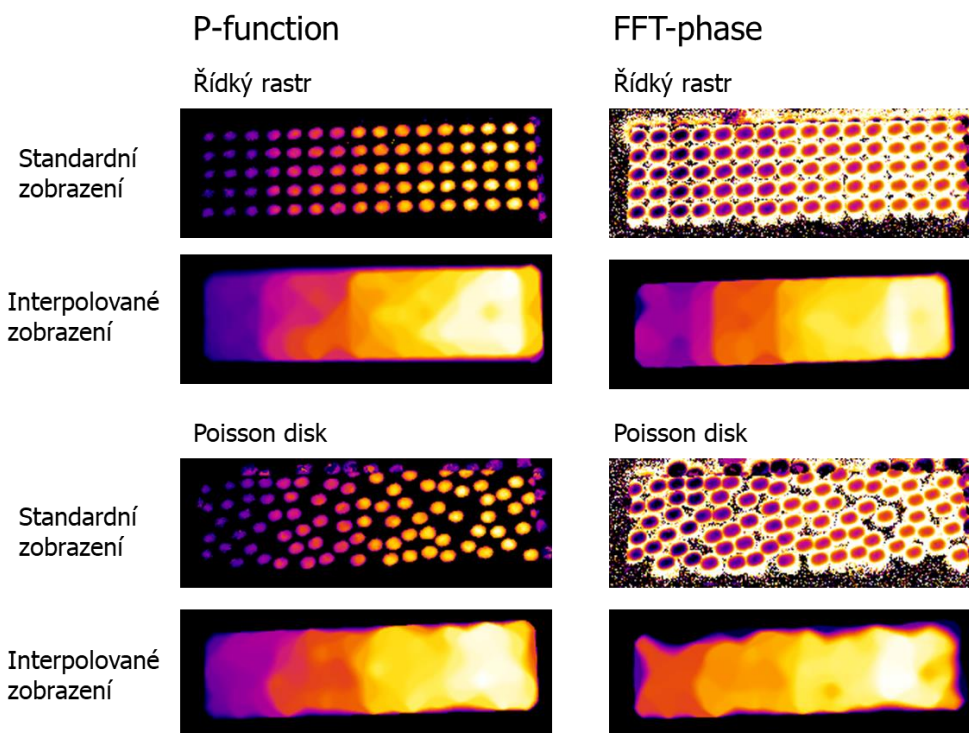 P-function
FFT-phase
Řídký rastr
Řídký rastr
Standardní
zobrazení
Interpolované
zobrazení
Poisson disk
Poisson disk
Standardní
zobrazení
Interpolované
zobrazení